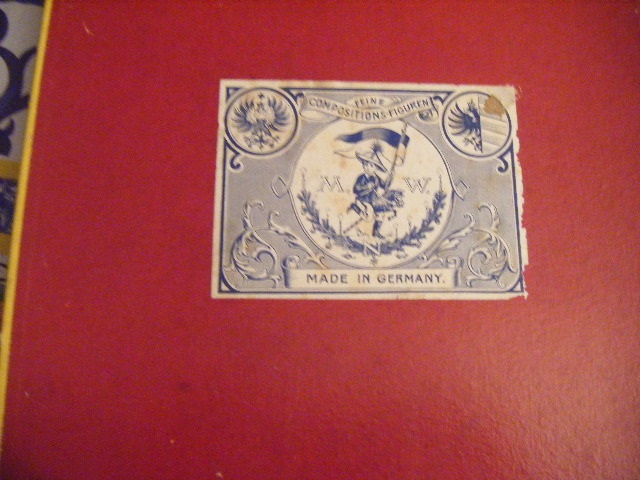 FEINE
COMPOSITIONS-FIGUREN
M. W.
MADE IN GERMANY.